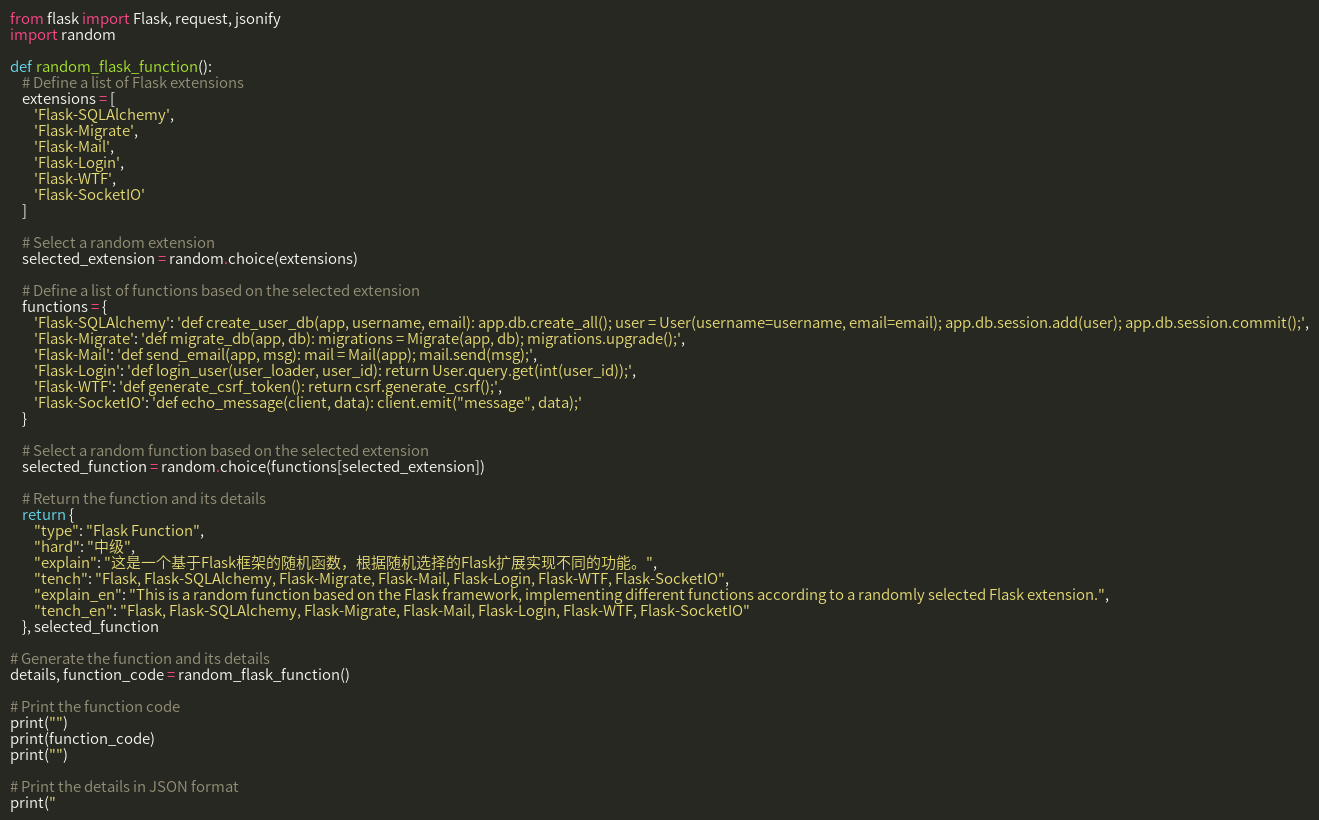 from flask import Flask, request, jsonify
import random

def random_flask_function():
    # Define a list of Flask extensions
    extensions = [
        'Flask-SQLAlchemy',
        'Flask-Migrate',
        'Flask-Mail',
        'Flask-Login',
        'Flask-WTF',
        'Flask-SocketIO'
    ]

    # Select a random extension
    selected_extension = random.choice(extensions)

    # Define a list of functions based on the selected extension
    functions = {
        'Flask-SQLAlchemy': 'def create_user_db(app, username, email): app.db.create_all(); user = User(username=username, email=email); app.db.session.add(user); app.db.session.commit();',
        'Flask-Migrate': 'def migrate_db(app, db): migrations = Migrate(app, db); migrations.upgrade();',
        'Flask-Mail': 'def send_email(app, msg): mail = Mail(app); mail.send(msg);',
        'Flask-Login': 'def login_user(user_loader, user_id): return User.query.get(int(user_id));',
        'Flask-WTF': 'def generate_csrf_token(): return csrf.generate_csrf();',
        'Flask-SocketIO': 'def echo_message(client, data): client.emit("message", data);'
    }

    # Select a random function based on the selected extension
    selected_function = random.choice(functions[selected_extension])

    # Return the function and its details
    return {
        "type": "Flask Function",
        "hard": "中级",
        "explain": "这是一个基于Flask框架的随机函数，根据随机选择的Flask扩展实现不同的功能。",
        "tench": "Flask, Flask-SQLAlchemy, Flask-Migrate, Flask-Mail, Flask-Login, Flask-WTF, Flask-SocketIO",
        "explain_en": "This is a random function based on the Flask framework, implementing different functions according to a randomly selected Flask extension.",
        "tench_en": "Flask, Flask-SQLAlchemy, Flask-Migrate, Flask-Mail, Flask-Login, Flask-WTF, Flask-SocketIO"
    }, selected_function

# Generate the function and its details
details, function_code = random_flask_function()

# Print the function code
print("")
print(function_code)
print("")

# Print the details in JSON format
print("